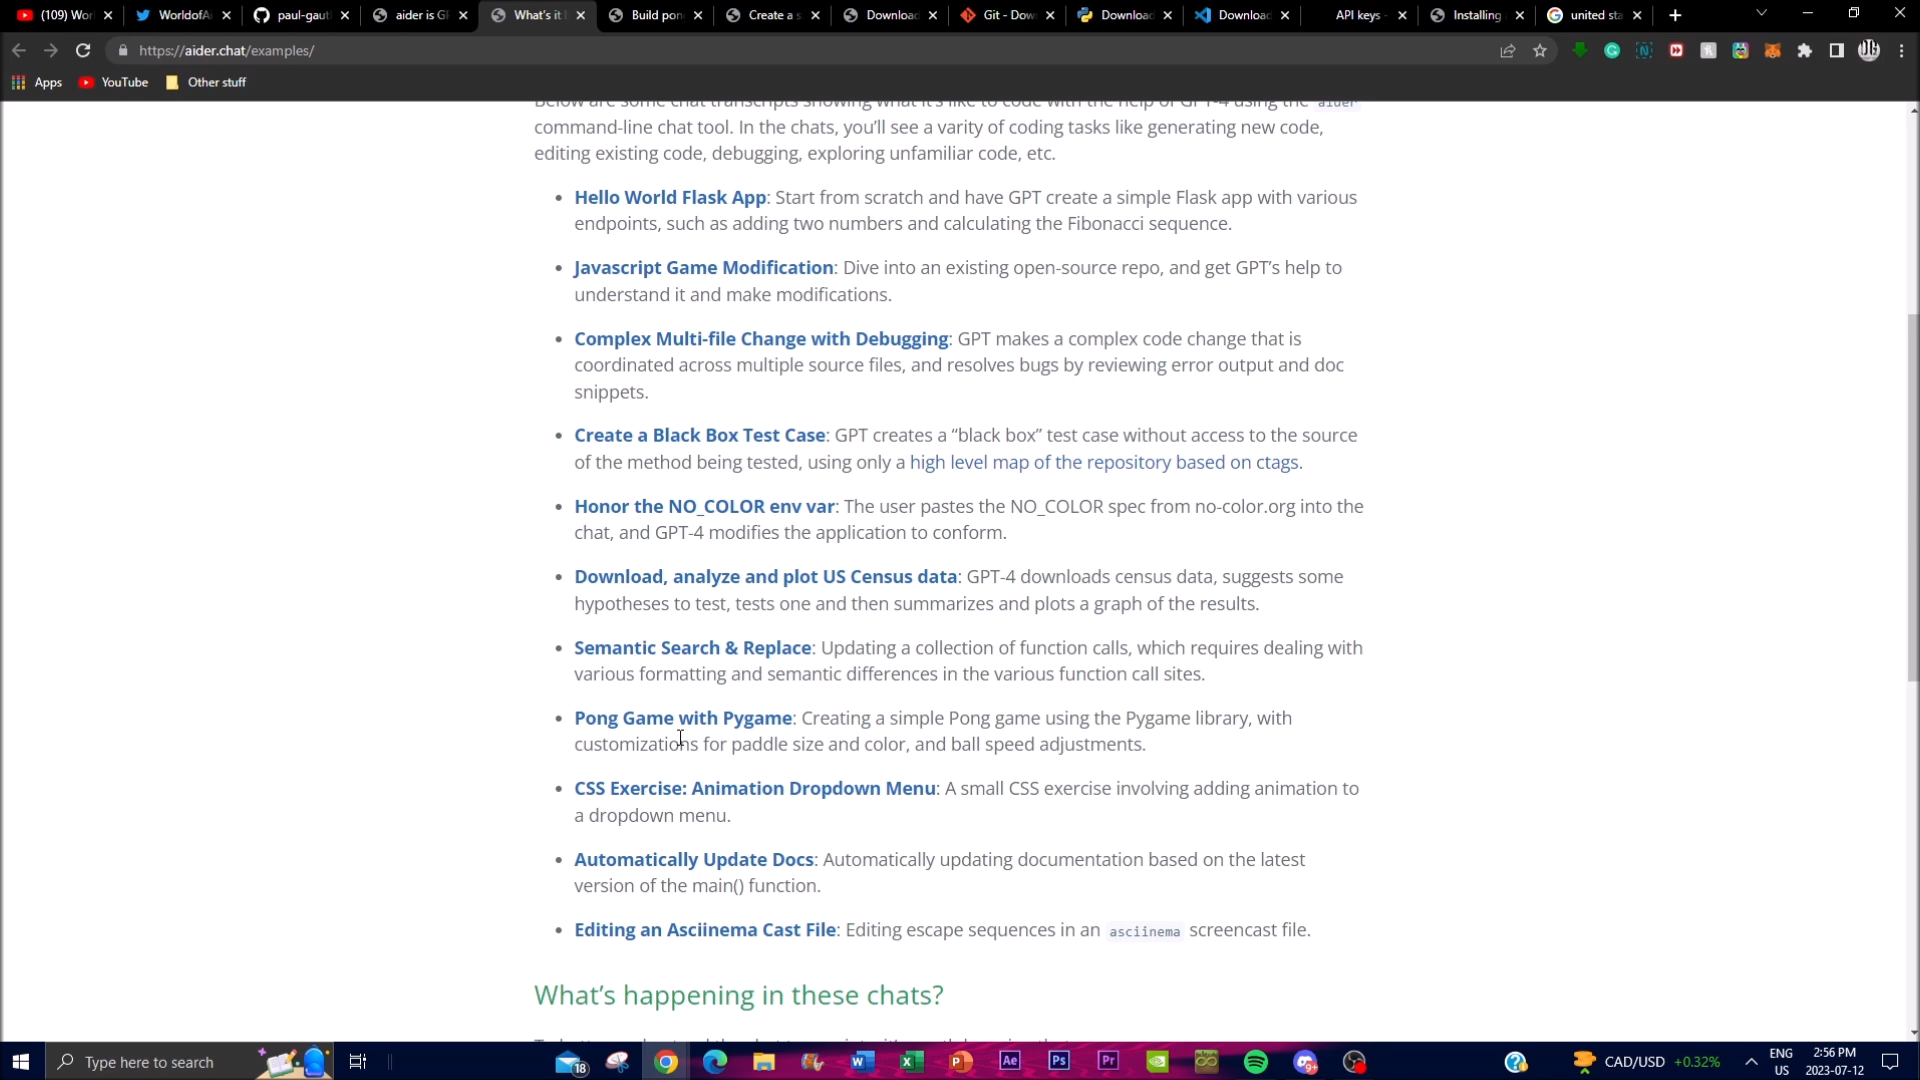 (109) Wor
WorldofAi
paul-gaut
aider is GP
What's it l
Build pon
Create a s
Download
Git - Dow
Download
Download
API keys -
Installing
united sta
https://aider.chat/examples/
Apps
YouTube
Other stuff
Below are some chat transcripts showing what it's like to code with the help of GPT-4 using the aider
command-line chat tool. In the chats, you'll see a varity of coding tasks like generating new code,
editing existing code, debugging, exploring unfamiliar code, etc.
• Hello World Flask App: Start from scratch and have GPT create a simple Flask app with various
endpoints, such as adding two numbers and calculating the Fibonacci sequence.
• Javascript Game Modification: Dive into an existing open-source repo, and get GPT's help to
understand it and make modifications.
• Complex Multi-file Change with Debugging: GPT makes a complex code change that is
coordinated across multiple source files, and resolves bugs by reviewing error output and doc
snippets.
• Create a Black Box Test Case: GPT creates a “black box” test case without access to the source
of the method being tested, using only a high level map of the repository based on ctags.
• Honor the NO_COLOR env var: The user pastes the NO_COLOR spec from no-color.org into the
chat, and GPT-4 modifies the application to conform.
• Download, analyze and plot US Census data: GPT-4 downloads census data, suggests some
hypotheses to test, tests one and then summarizes and plots a graph of the results.
• Semantic Search & Replace: Updating a collection of function calls, which requires dealing with
various formatting and semantic differences in the various function call sites.
• Pong Game with Pygame: Creating a simple Pong game using the Pygame library, with
customizations for paddle size and color, and ball speed adjustments.
• CSS Exercise: Animation Dropdown Menu: A small CSS exercise involving adding animation to
a dropdown menu.
• Automatically Update Docs: Automatically updating documentation based on the latest
version of the main() function.
• Editing an Asciinema Cast File: Editing escape sequences in an asciinema screencast file.
What's happening in these chats?
Type here to search
18
Ae
Ps
Pr
9+
CAD/USD +0.32%
ENG
US
2:56 PM
2023-07-12